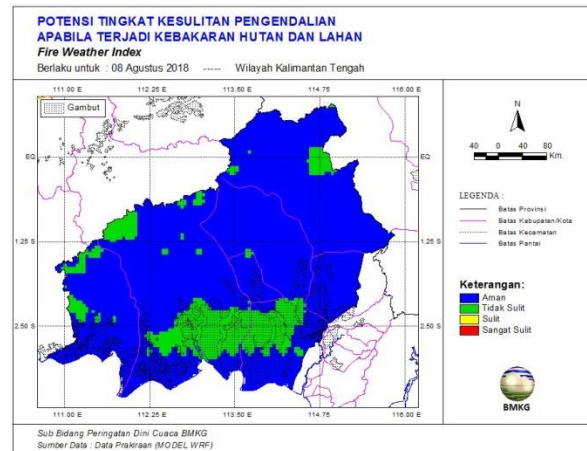 POTENSI TINGKAT KESULITAN PENGENDALIAN
APABILA TERJADI KEBAKARAN HUTAN DAN LAHAN
Fire Weather Index
Berlaku untuk : 08 Agustus 2018 ----- Wilayah Kalimantan Tengah
111.00 E 112.25 E 113.50 E 114.75 E 116.00 E
Gambut
EQ EQ
1.25 S 1.25 S
2.50 S 2.50 S
111.00 E 112.25 E 113.50 E 114.75 E 116.00 E
N
40 0 40 80
Km.
LEGENDA :
Batas Provinsi
Batas Kabupatan/Kota
Batas Kecamatan
Batas Pantai
Keterangan:
Aman
Tidak Sulit
Sulit
Sangat Sulit
BMKG
Sub Bidang Peringatan Dini Cuaca BMKG
Sumber Data : Data Prakiraan (MODEL WRF)